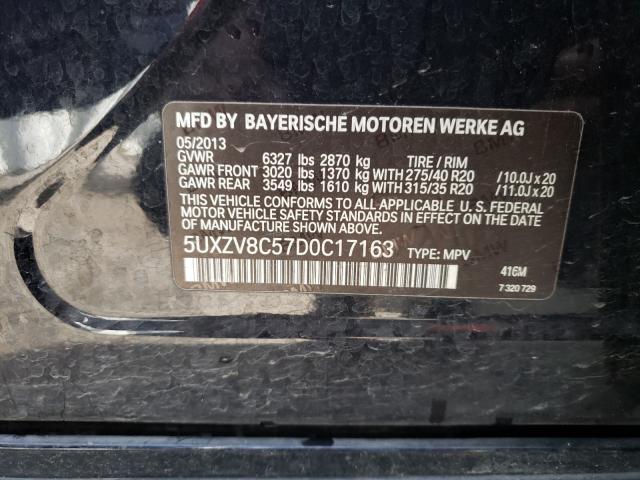 MFD BY BAYERISCHE MOTOREN WERKE AG
05/2013
GVWR 6327 lbs 2870 kg TIRE / RIM
GAWR FRONT 3020 lbs 1370 kg WITH 275/40 R20 /10.0J x 20
GAWR REAR 3549 lbs 1610 kg WITH 315/35 R20 /11.0J x 20
THIS VEHICLE CONFORMS TO ALL APPLICABLE U. S. FEDERAL
MOTOR VEHICLE SAFETY STANDARDS IN EFFECT ON THE DATE
OF MANUFACTURE SHOWN ABOVE.
5UXZV8C57D0C17163 TYPE: MPV
416M
7 320 729